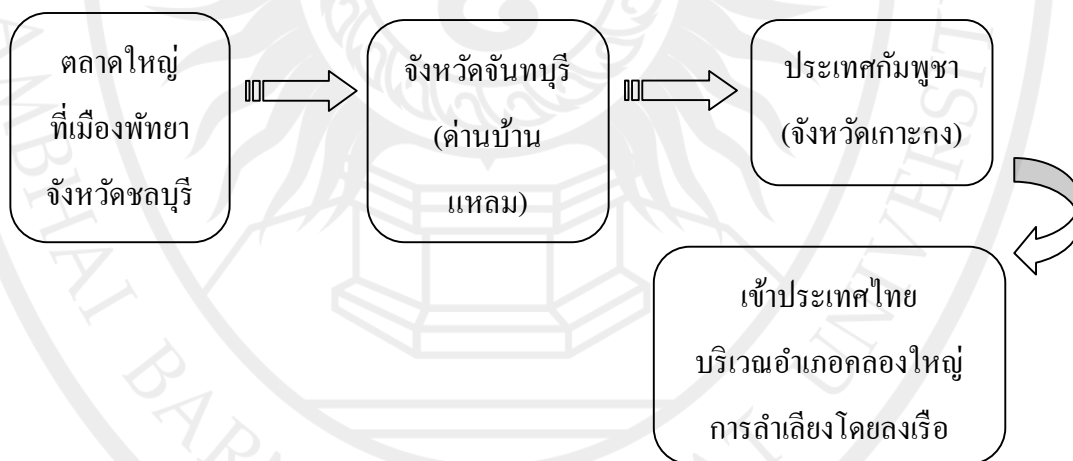 ตลาดใหญ่
ที่เมืองพัทยา
จังหวัดชลบุรี
จังหวัดจันทบุรี
(ด่านบ้าน
แหลม)
ประเทศกัมพูชา
(จังหวัดเกาะกง)
เข้าประเทศไทย
บริเวณอำเภอคลองใหญ่
การลำเลียงโดยลงเรือ